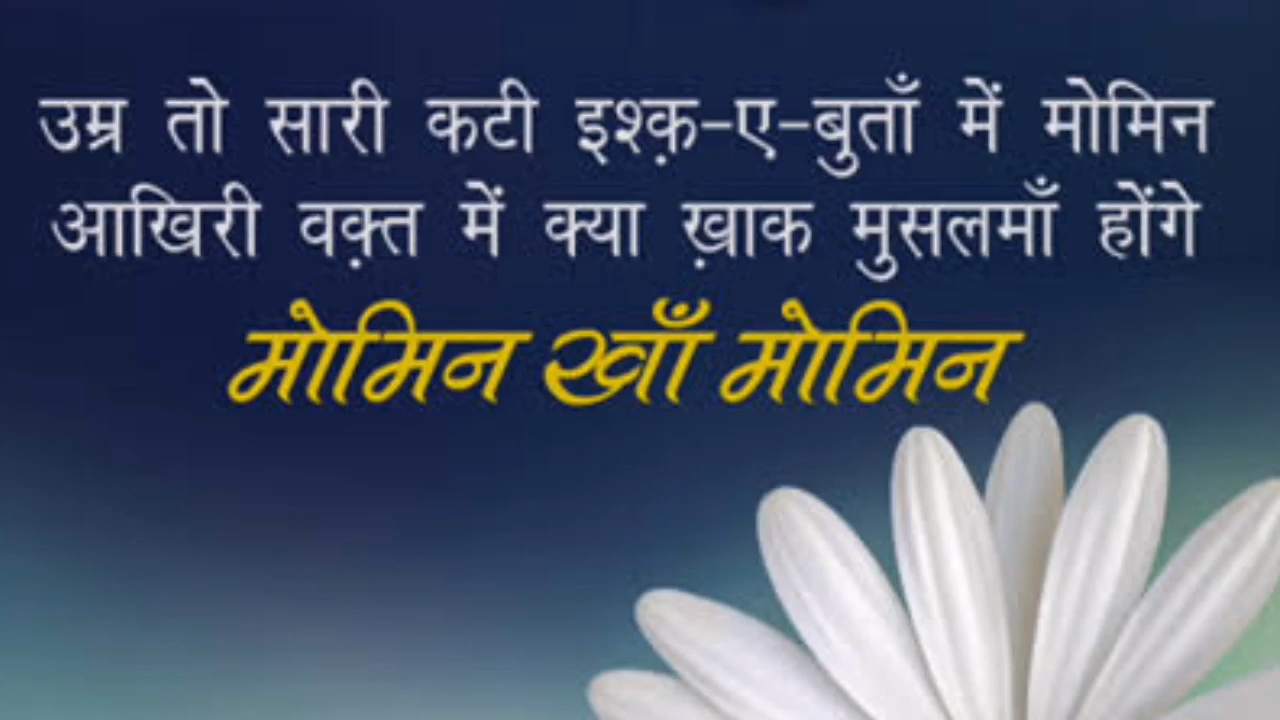 उम्र तो सारी कटी इश्क़-ए-बुताँ में मोमिन
आखिरी वक़्त में क्या ख़ाक मुसलमाँ होंगे
मोमिन खाँ मोमिन